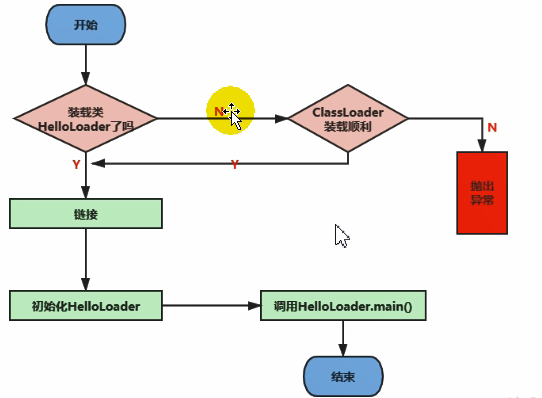 开始
装载类
HelloLoader了吗
N
ClassLoader
装载顺利
N
Y
Y
抛出
异常
链接
初始化HelloLoader
调用HelloLoader.main()
结束